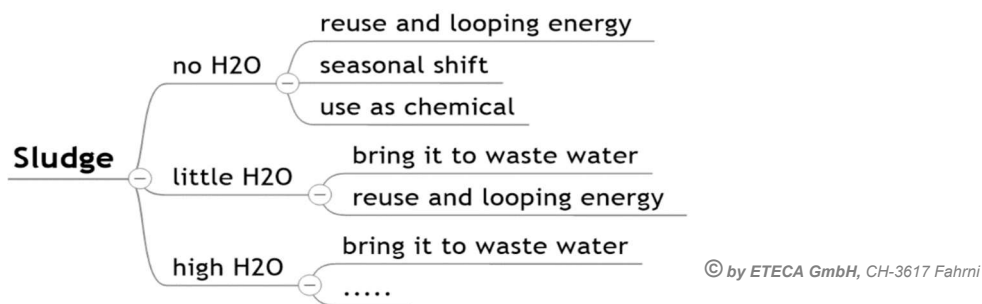 Sludge
no H2O
reuse and looping energy
seasonal shift
use as chemical
little H2O
bring it to waste water
reuse and looping energy
high H2O
bring it to waste water
.....
© by ETECA GmbH, CH-3617 Fahrni